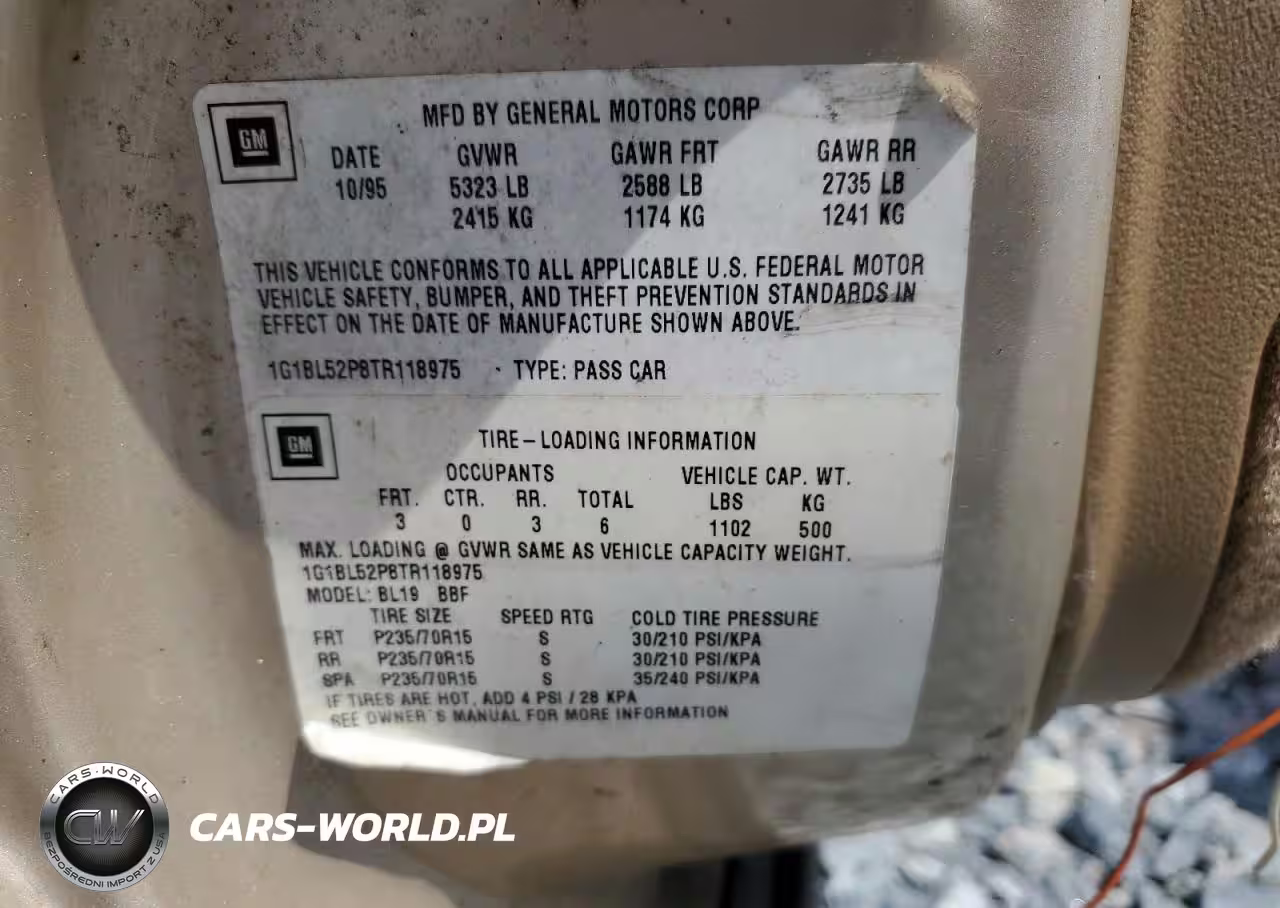 GM
MFD BY GENERAL MOTORS CORP
DATE GVWR GAWR FRT GAWR RR
10/95 5323 LB 2588 LB 2735 LB
2415 KG 1174 KG 1241 KG
THIS VEHICLE CONFORMS TO ALL APPLICABLE U.S. FEDERAL MOTOR
VEHICLE SAFETY, BUMPER, AND THEFT PREVENTION STANDARDS IN
EFFECT ON THE DATE OF MANUFACTURE SHOWN ABOVE.
1G1BL52P8TR118975 TYPE: PASS CAR
GM
TIRE-LOADING INFORMATION
OCCUPANTS VEHICLE CAP. WT.
FRT. CTR. RR. TOTAL LBS KG
3 0 3 6 1102 500
MAX. LOADING @ GVWR SAME AS VEHICLE CAPACITY WEIGHT.
1G1BL52P8TR118975
MODEL: BL19 BBF
TIRE SIZE SPEED RTG COLD TIRE PRESSURE
FRT P235/70R15 S 30/210 PSI/KPA
RR P235/70R15 S 30/210 PSI/KPA
SPA P235/70R15 S 35/240 PSI/KPA
IF TIRES ARE HOT, ADD 4 PSI / 28 KPA
SEE OWNER'S MANUAL FOR MORE INFORMATION
CARS-WORLD
CW
BEZPOŚREDNI IMPORT Z USA
CARS-WORLD.PL